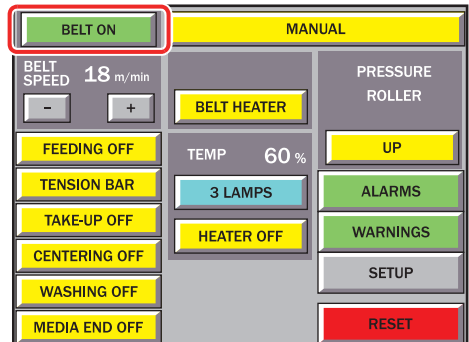 BELT ON
MANUAL
BELT
SPEED 18 m/min
- +
BELT HEATER
PRESSURE
ROLLER
UP
FEEDING OFF
TENSION BAR
TAKE-UP OFF
CENTERING OFF
WASHING OFF
MEDIA END OFF
TEMP 60 %
3 LAMPS
HEATER OFF
ALARMS
WARNINGS
SETUP
RESET